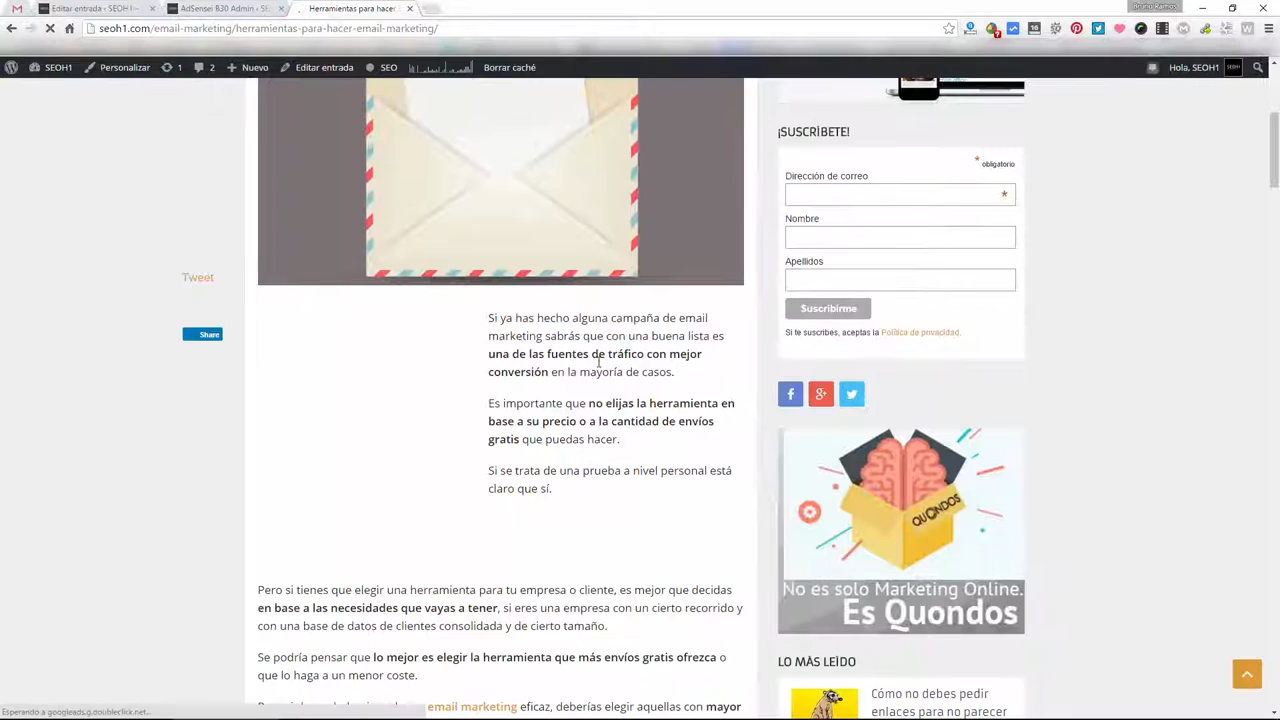 Editar entrada - SEOH1
AdSensei B30 Admin
Herramientas para hacer
Bruno Ramos
seoh1.com/email-marketing/herramientas-para-hacer-email-marketing/
SEOH1 Personalizar 1 2 Nuevo Editar entrada SEO Borrar caché Hola, SEOH1
¡SUSCRÍBETE!
* obligatorio
Dirección de correo
*
Nombre
Apellidos
Suscribirme
Si te suscribes, aceptas la Política de privacidad.
Tweet
Share
Si ya has hecho alguna campaña de email
marketing sabrás que con una buena lista es
una de las fuentes de tráfico con mejor
conversión en la mayoría de casos.
Es importante que no elijas la herramienta en
base a su precio o a la cantidad de envíos
gratis que puedas hacer.
Si se trata de una prueba a nivel personal está
claro que sí.
QUONDOS
No es solo Marketing Online.
Es Quondos
Pero si tienes que elegir una herramienta para tu empresa o cliente, es mejor que decidas
en base a las necesidades que vayas a tener, si eres una empresa con un cierto recorrido y
con una base de datos de clientes consolidada y de cierto tamaño.
Se podría pensar que lo mejor es elegir la herramienta que más envíos gratis ofrezca o
que lo haga a un menor coste.
email marketing eficaz, deberías elegir aquellas con mayor
LO MÁS LEÍDO
Cómo no debes pedir
enlaces para no parecer
Esperando a googleads.g.doubleclick.net...